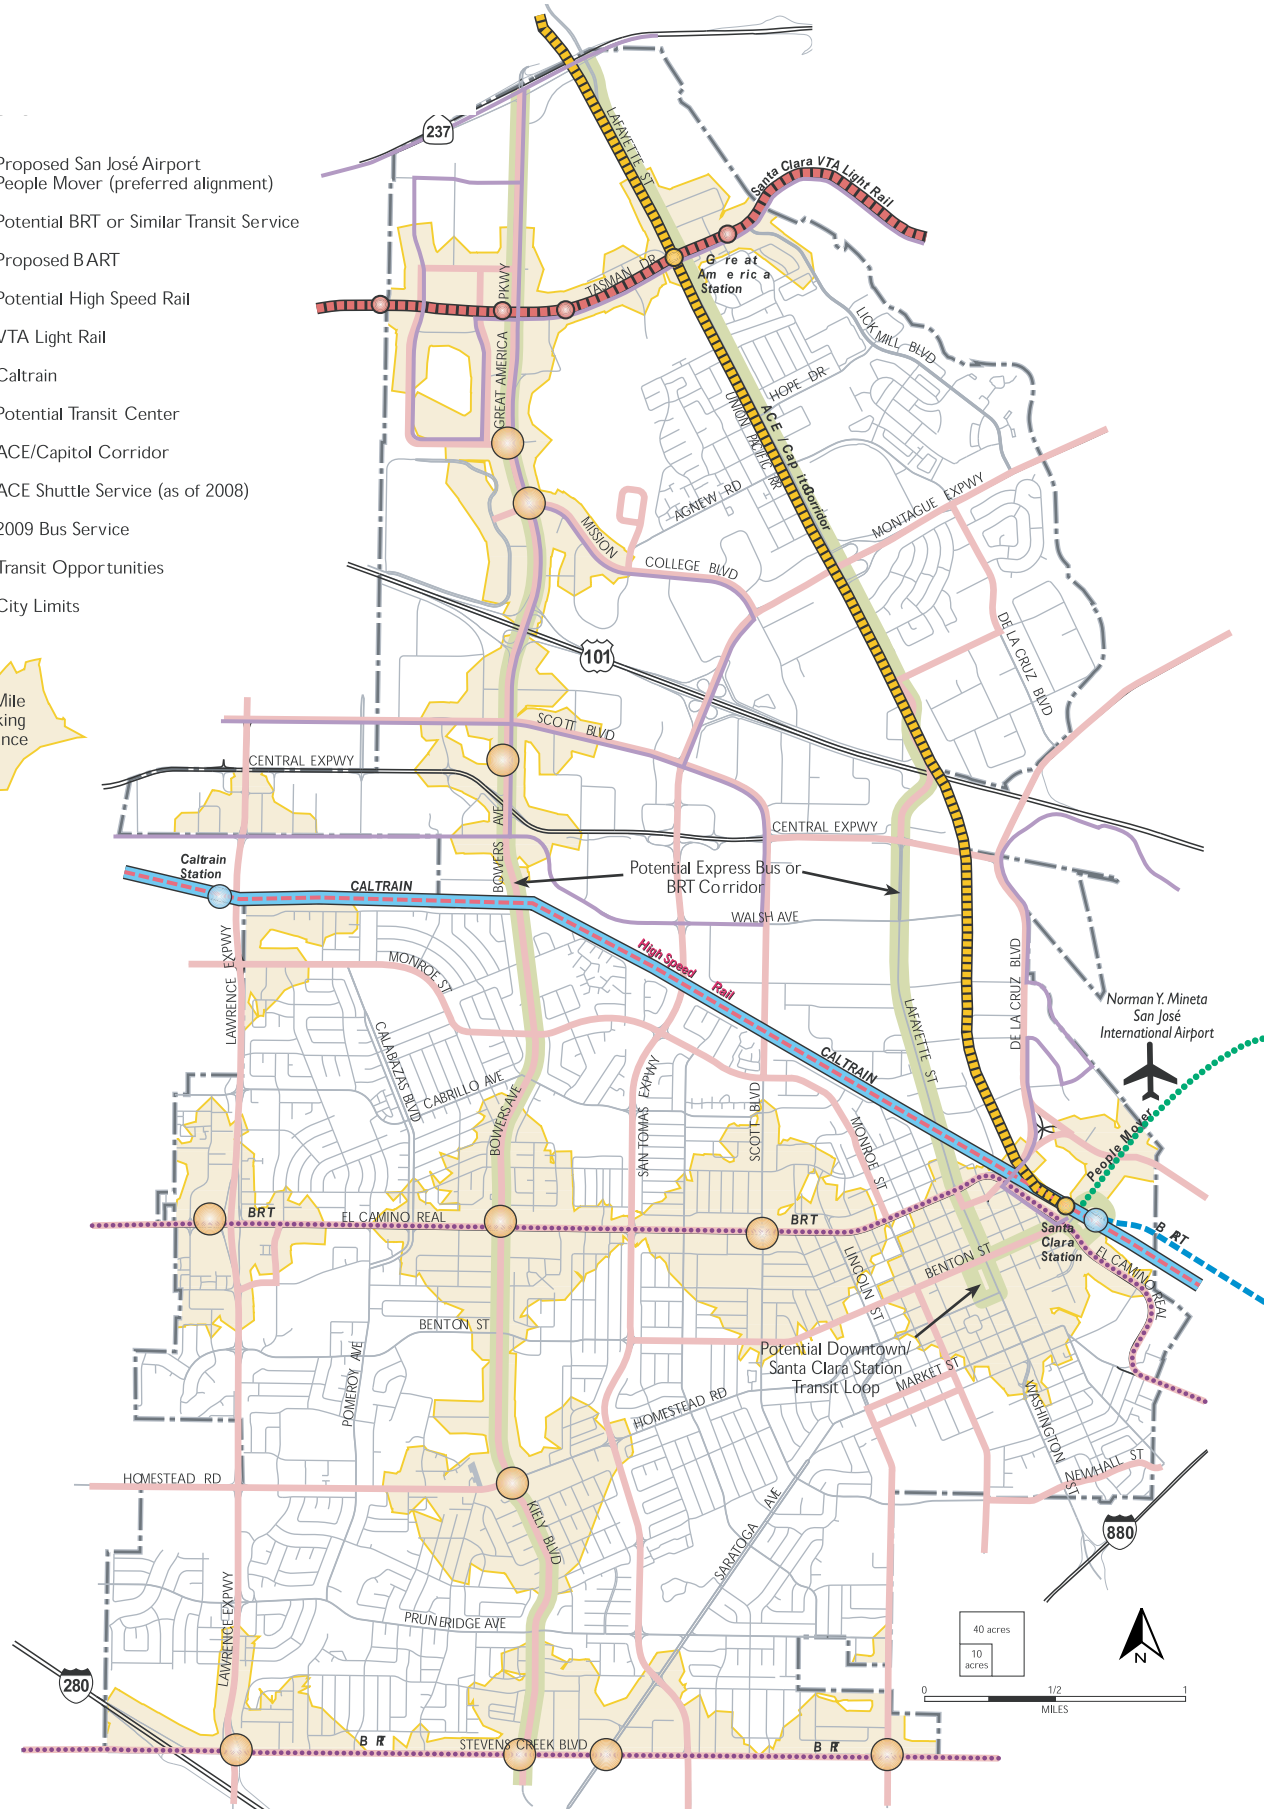 Proposed San José Airport
People Mover (preferred alignment)
Potential BRT or Similar Transit Service
Proposed BART
Potential High Speed Rail
VTA Light Rail
Caltrain
Potential Transit Center
ACE/Capitol Corridor
ACE Shuttle Service (as of 2008)
2009 Bus Service
Transit Opportunities
City Limits
Mile
king
nce
237
LAFAYETTE ST
Santa Clara VTA Light Rail
TASMAN DR
Great
America
Station
GREAT AMERICA PKWY
LICK MILL BLVD
HOPE DR
UNION PACIFIC RR
ACE / Capitol Corridor
AGNEW RD
MONTAGUE EXPWY
MISSION
COLLEGE BLVD
DE LA CRUZ BLVD
101
SCOTT BLVD
CENTRAL EXPWY
BOWERS AVE
CENTRAL EXPWY
Potential Express Bus or
BRT Corridor
Caltrain
Station
CALTRAIN
WALSH AVE
LAWRENCE EXPWY
MONROE ST
High Speed
Rail
DE LA CRUZ BLVD
Norman Y. Mineta
San José
International Airport
LAFAYETTE ST
CALABAZAS BLVD
CABRILLO AVE
BOWERS AVE
SAN TOMAS EXPWY
SCOTT BLVD
CALTRAIN
MONROE ST
People Mover
BRT
EL CAMINO REAL
BRT
Santa
Clara
Station
B RT
EL CAMINO REAL
LINCOLN ST
BENTON ST
BENTON ST
POMEROY AVE
Potential Downtown/
Santa Clara Station
Transit Loop
MARKET ST
HOMESTEAD RD
WASHINGTON ST
NEWHALL ST
HOMESTEAD RD
KIELY BLVD
SARATOGA AVE
880
LAWRENCE EXPWY
PRUNERIDGE AVE
40 acres
10
acres
N
0 1/2 1
MILES
280
B RT
STEVENS CREEK BLVD
B RT